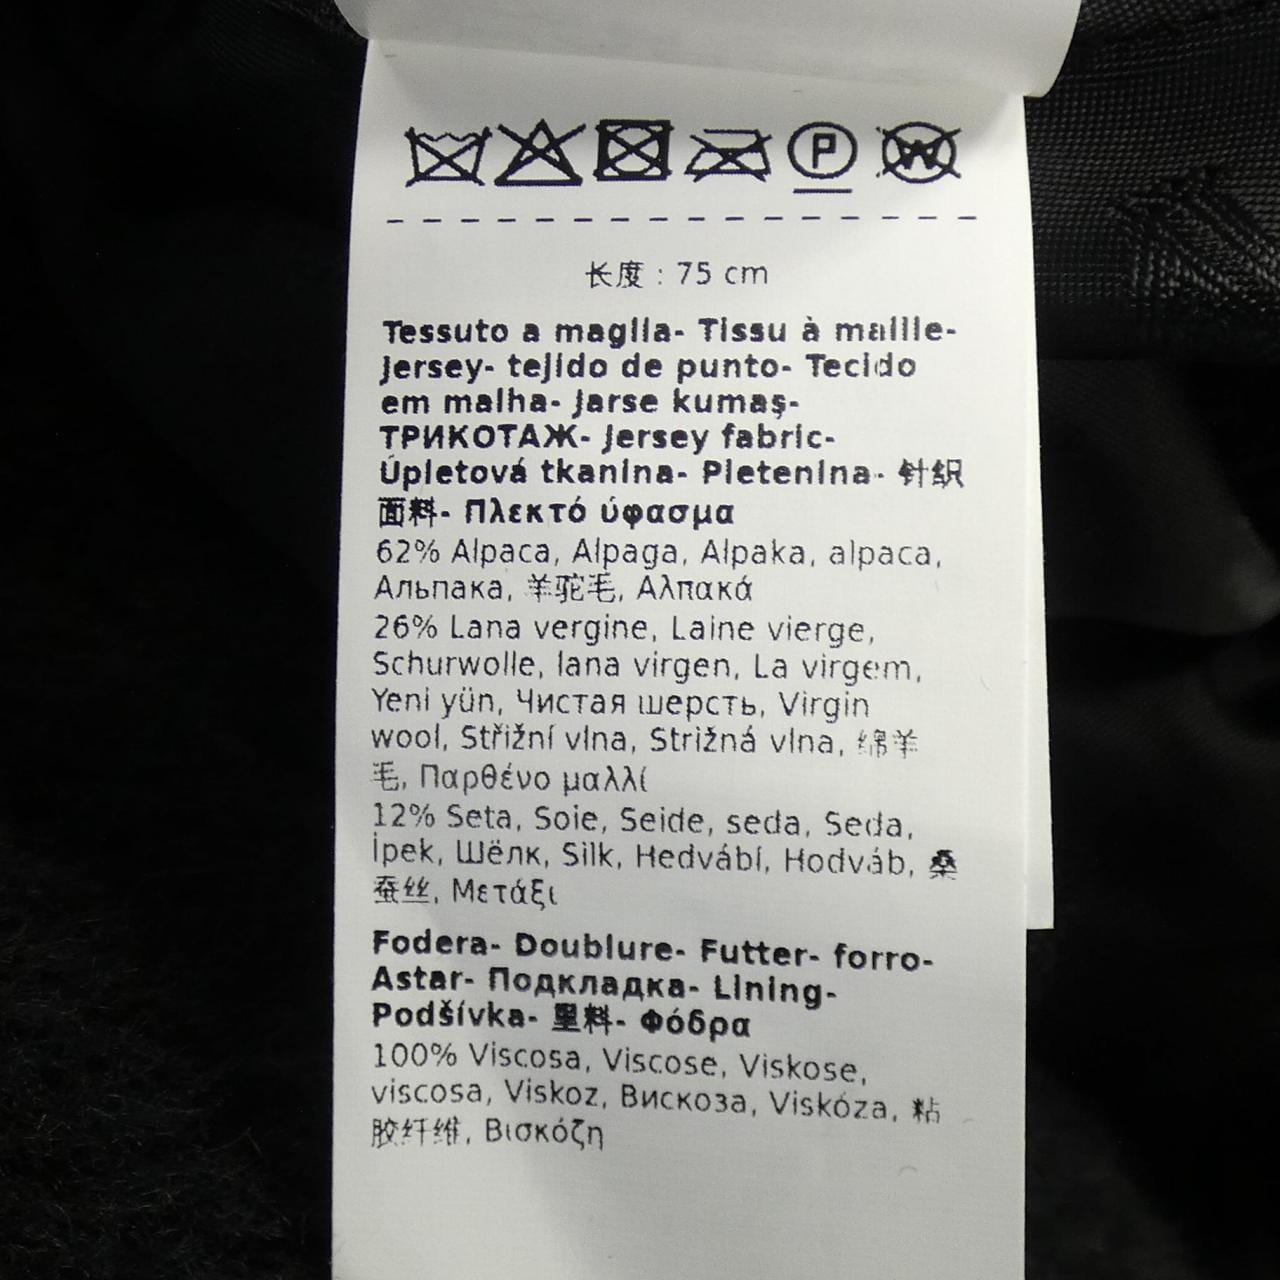 P
W
长度 : 75 cm
Tessuto a maglia- Tissu à maille-
Jersey- tejido de punto- Tecido
em malha- Jarse kumaş-
ТРИКОТАЖ- Jersey fabric-
Úpletová tkanina- Pletenina- 针织
面料- Πλεκτό ύφασμα
62% Alpaca, Alpaga, Alpaka, alpaca,
Альпака, 羊驼毛, Αλπακά
26% Lana vergine, Laine vierge,
Schurwolle, lana virgen, La virgem,
Yeni yün, Чистая шерсть, Virgin
wool, Střižní vlna, Strižná vlna, 绵羊
毛, Παρθένο μαλλί
12% Seta, Soie, Seide, seda, Seda,
İpek, Шёлк, Silk, Hedvábí, Hodváb, 桑
蚕丝, Μετάξι
Fodera- Doublure- Futter- forro-
Astar- Подкладка- Lining-
Podšívka- 里料- Φόδρα
100% Viscosa, Viscose, Viskose,
viscosa, Viskoz, Вискоза, Viskóza, 粘
胶纤维, Βισκόζη